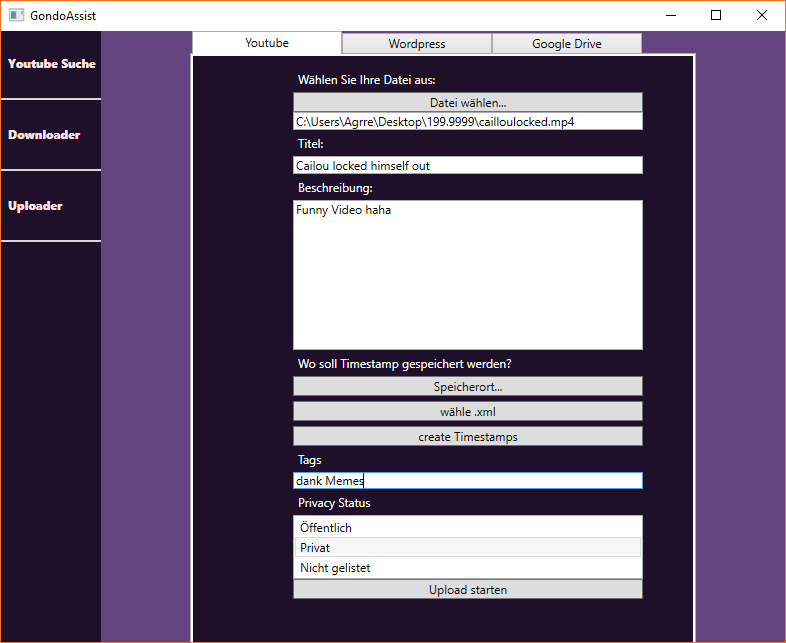 GondoAssist
Youtube Suche
Downloader
Uploader
Youtube
Wordpress
Google Drive
Wählen Sie Ihre Datei aus:
Datei wählen...
C:\Users\Agrre\Desktop\199.9999\cailloulocked.mp4
Titel:
Cailou locked himself out
Beschreibung:
Funny Video haha
Wo soll Timestamp gespeichert werden?
Speicherort...
wähle .xml
create Timestamps
Tags
dank Memes
Privacy Status
Öffentlich
Privat
Nicht gelistet
Upload starten